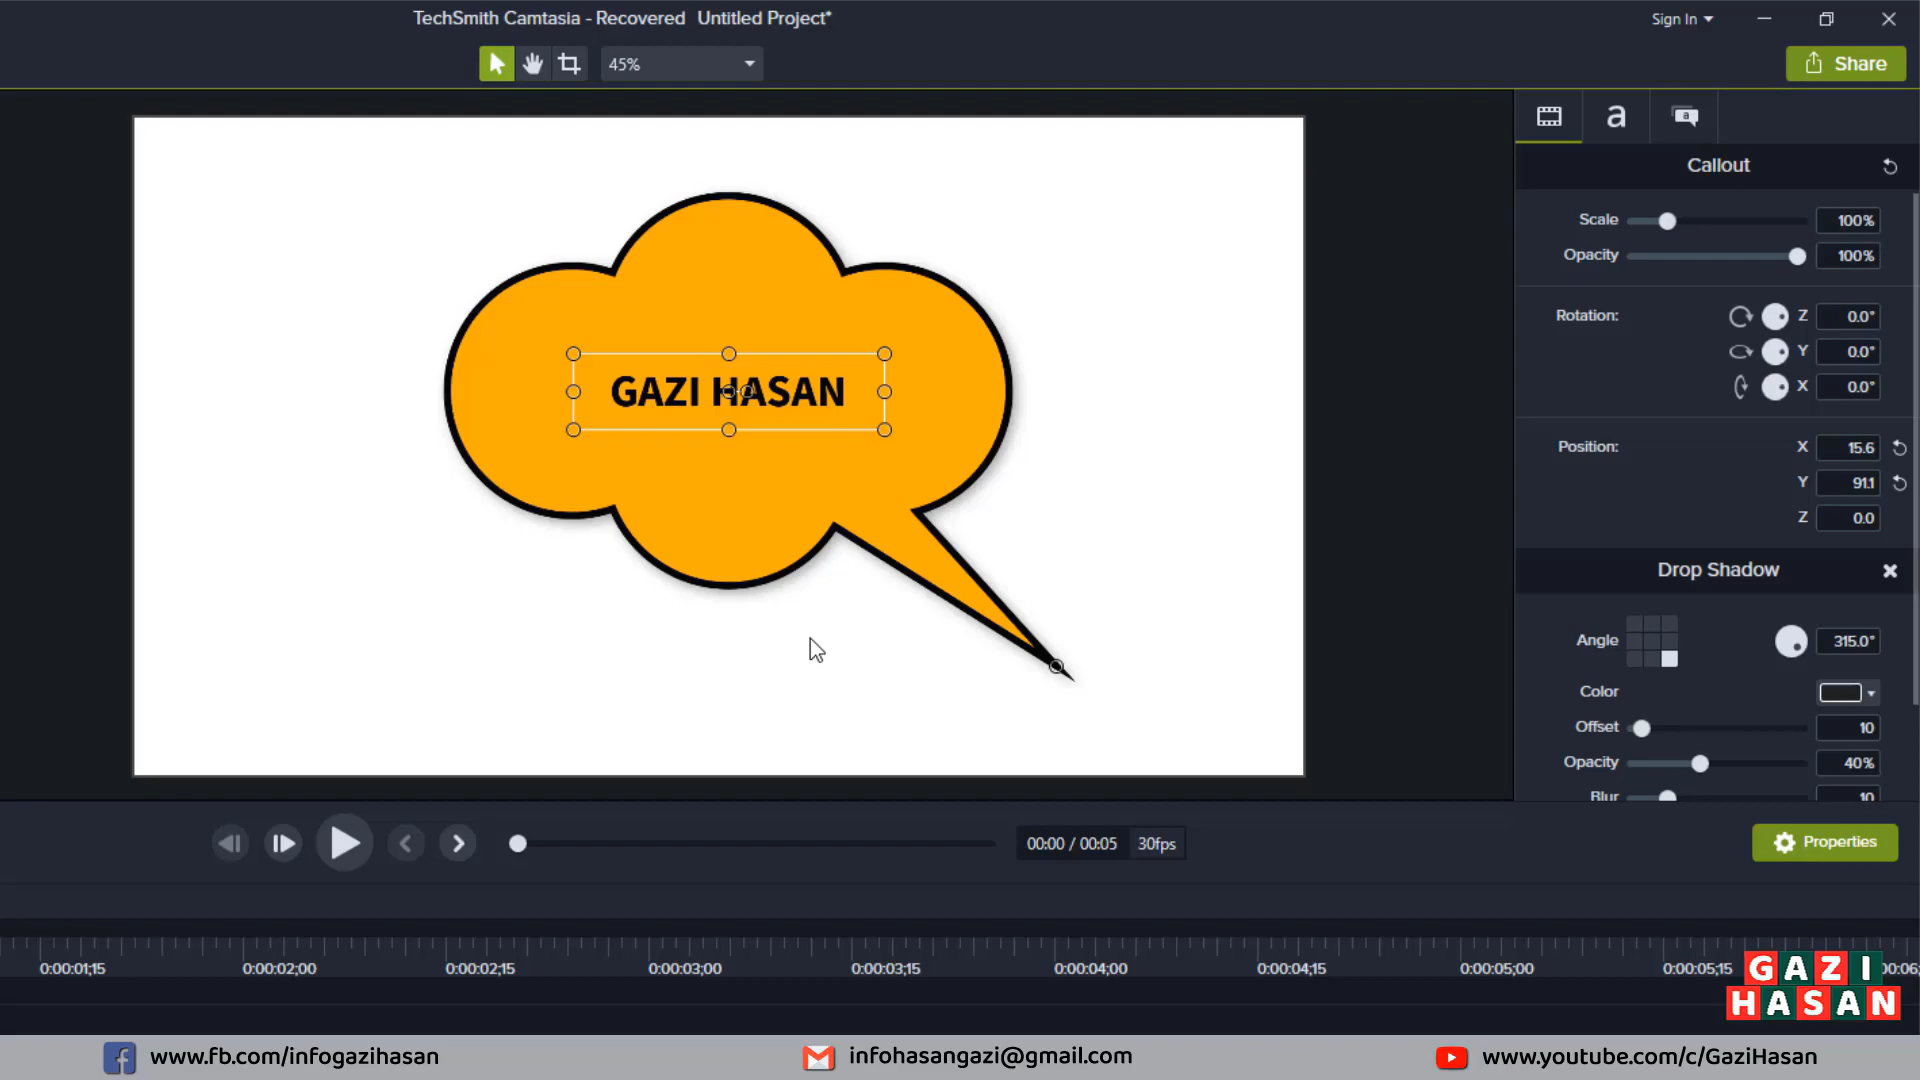 TechSmith Camtasia - Recovered Untitled Project*
Sign In
45%
Share
a
a
Callout
Scale 100%
Opacity 100%
Rotation: Z 0.0°
Y 0.0°
X 0.0°
Position: X 15.6
Y 91.1
Z 0.0
Drop Shadow
Angle 315.0°
Color
Offset 10
Opacity 40%
Blur 10
GAZI HASAN
00:00 / 00:05 30fps
Properties
0:00:01;15 0:00:02;00 0:00:02;15 0:00:03;00 0:00:03;15 0:00:04;00 0:00:04;15 0:00:05;00 0:00:05;15
GAZI
HASAN
www.fb.com/infogazihasan infohasangazi@gmail.com www.youtube.com/c/GaziHasan